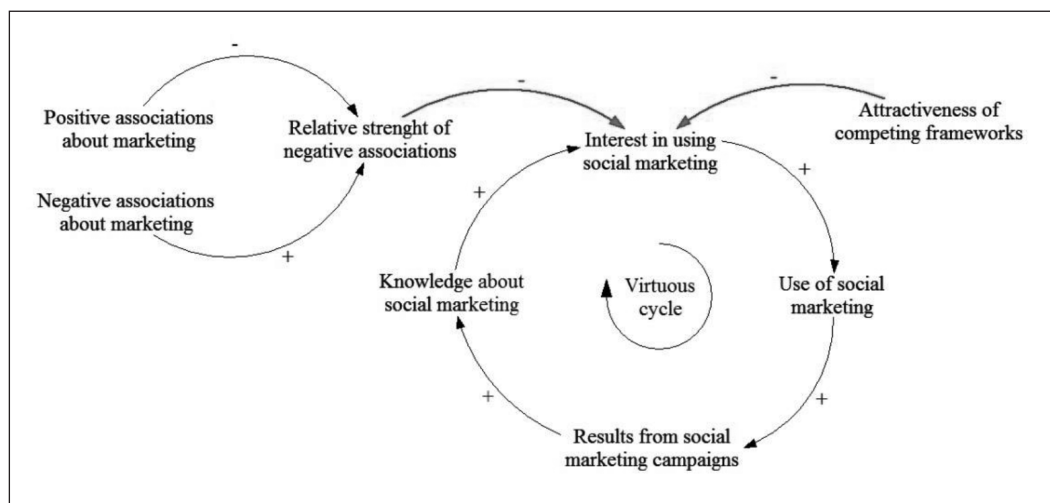 -
-
-
Positive associations
about marketing
Relative strenght of
negative associations
Attractiveness of
competing frameworks
Interest in using
social marketing
+
+
Negative associations
about marketing
+
Knowledge about
social marketing
Virtuous
cycle
Use of social
marketing
+
+
Results from social
marketing campaigns